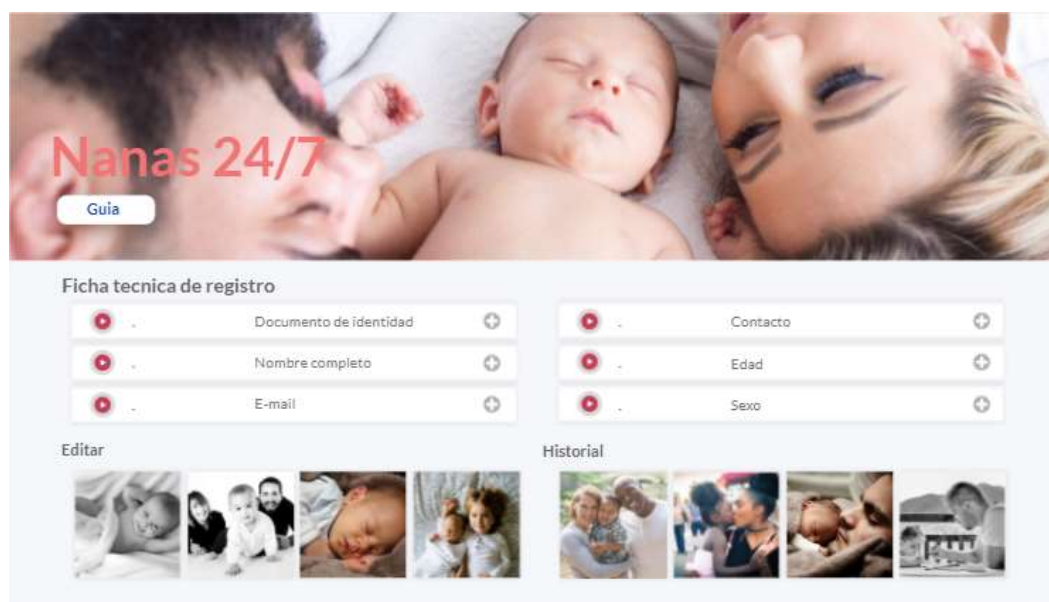 Nanas 24/7
Guia
Ficha tecnica de registro
. Documento de identidad
. Nombre completo
. E-mail
. Contacto
. Edad
. Sexo
Editar
Historial